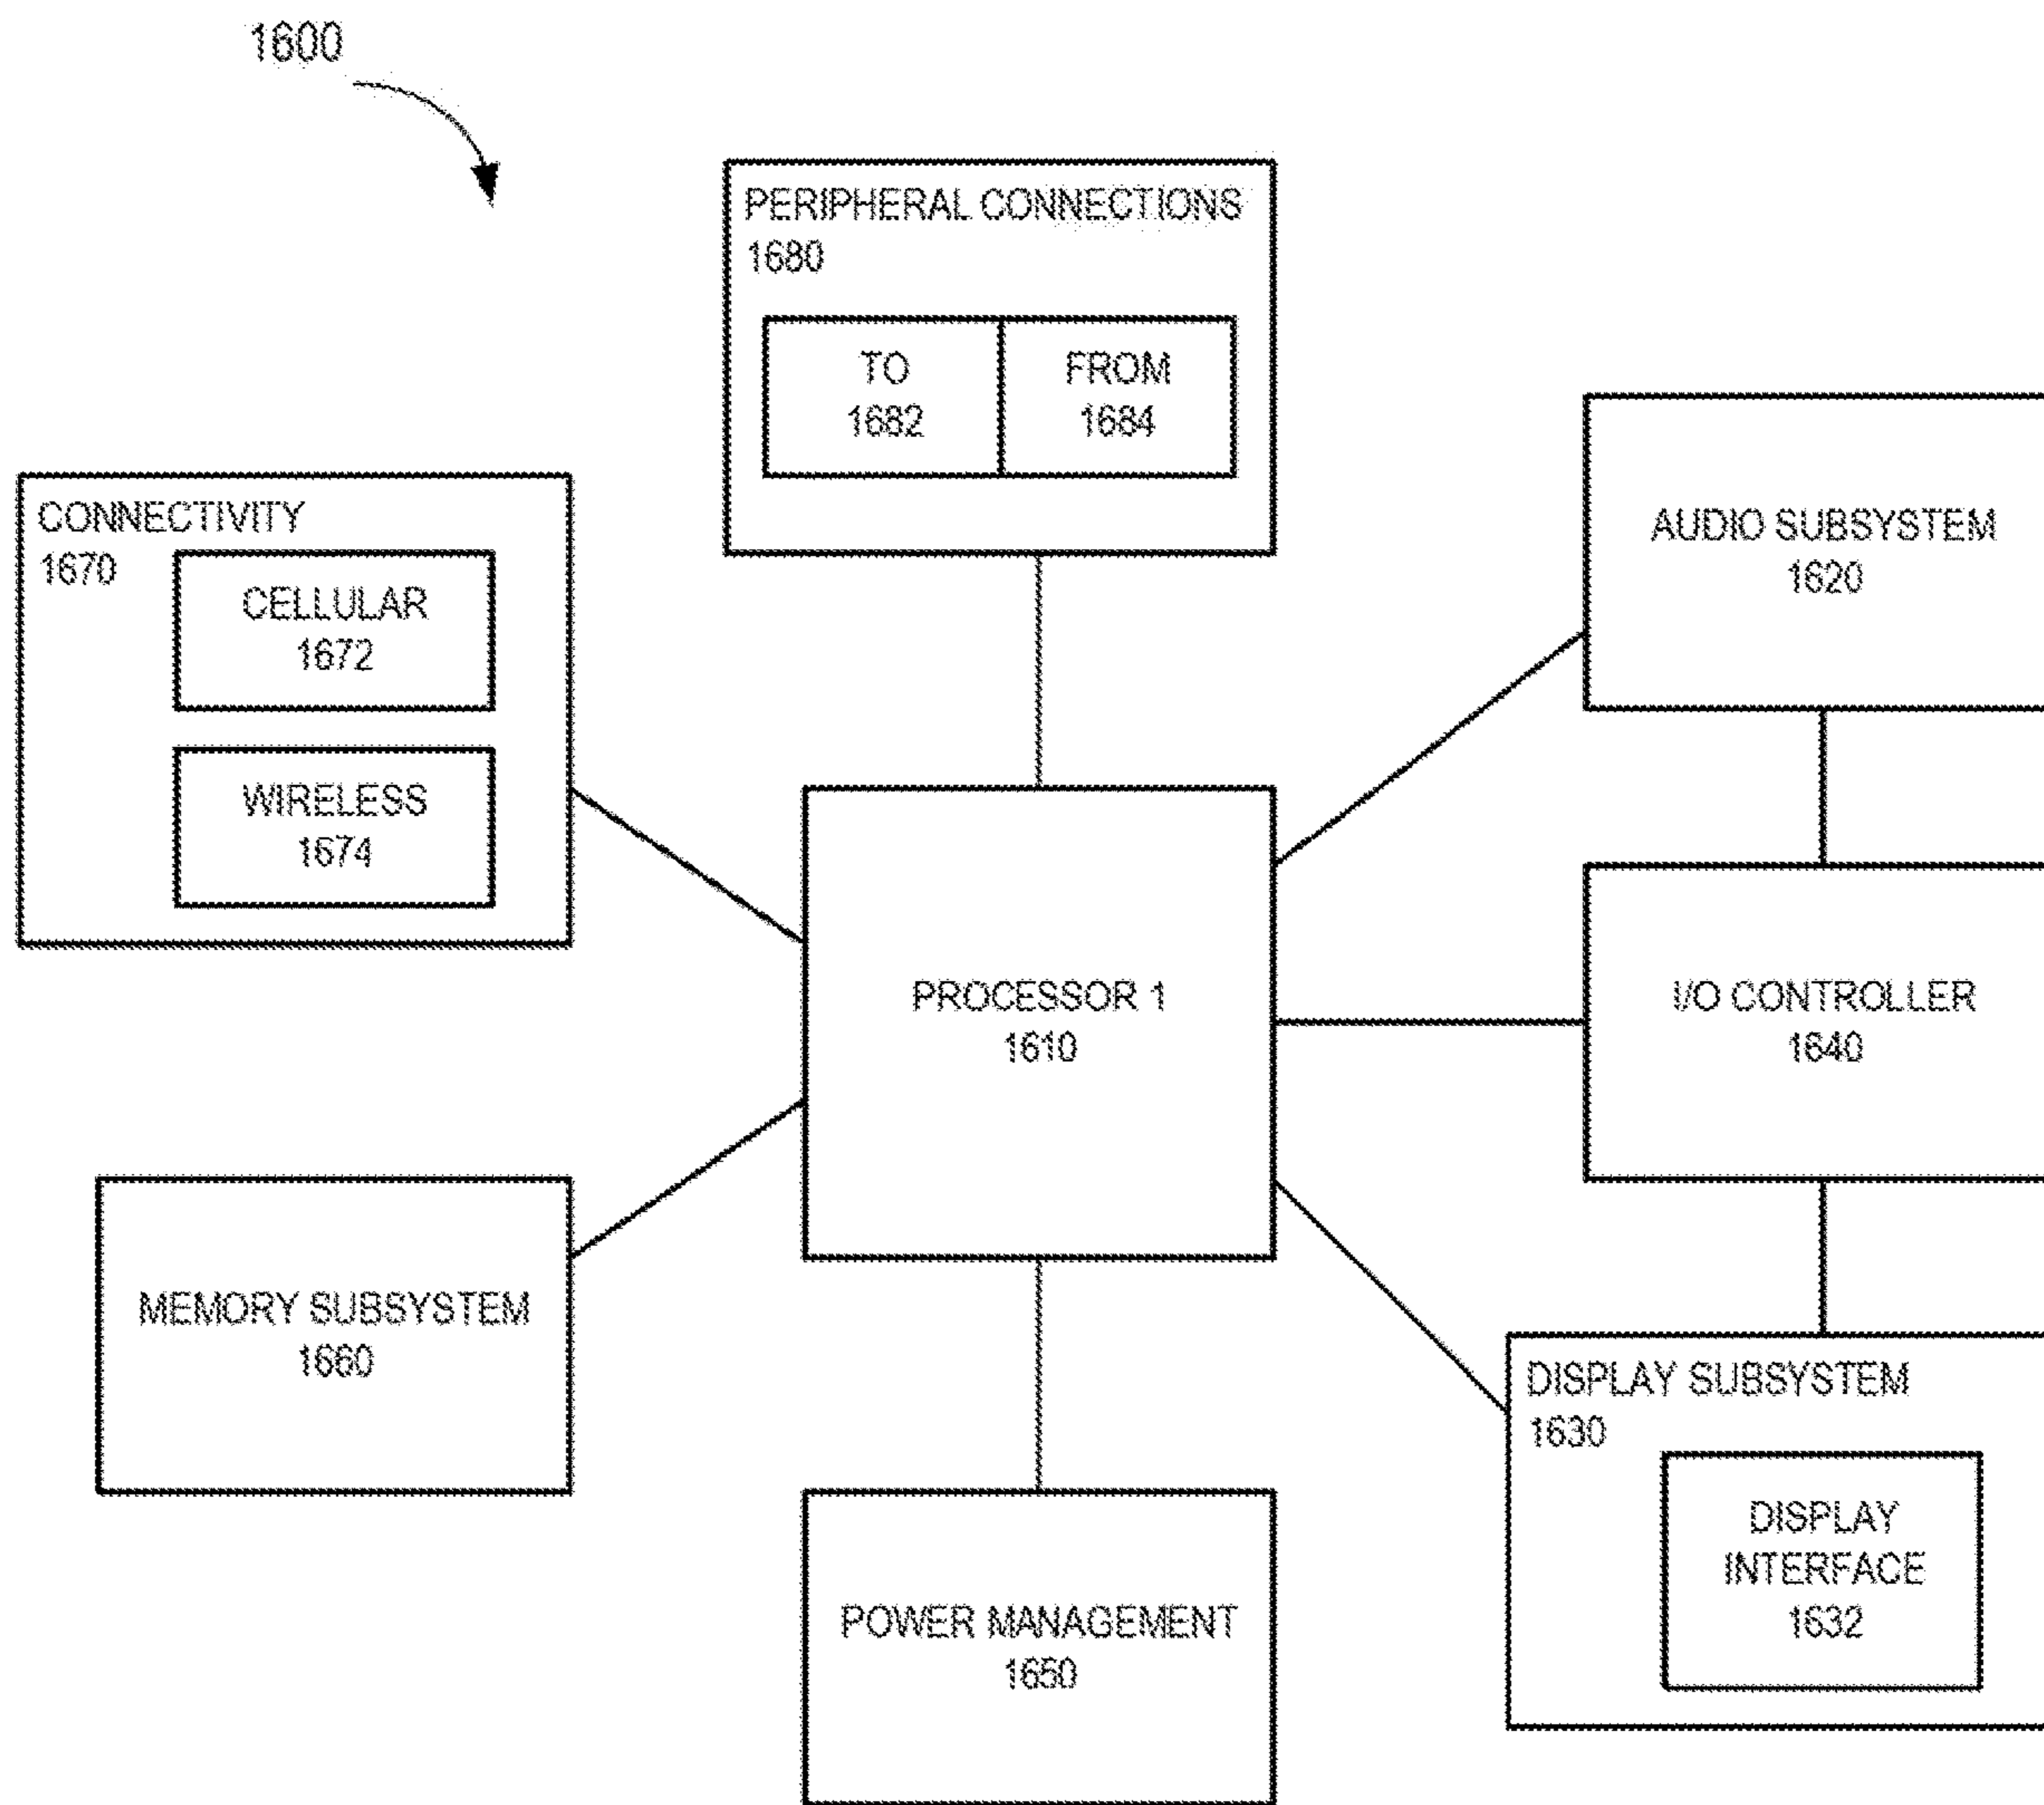 1600
PERIPHERAL CONNECTIONS
1680
TO
1682
FROM
1684
CONNECTIVITY
1670
CELLULAR
1672
WIRELESS
1674
AUDIO SUBSYSTEM
1620
PROCESSOR 1
1610
I/O CONTROLLER
1640
MEMORY SUBSYSTEM
1660
DISPLAY SUBSYSTEM
1630
DISPLAY
INTERFACE
1632
POWER MANAGEMENT
1650